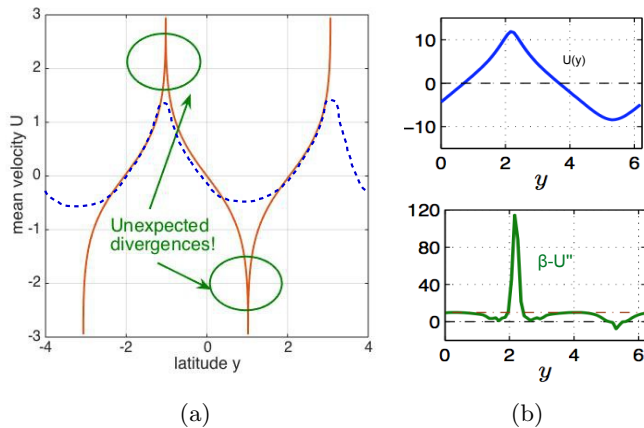 3
2
1
0
-1
-2
-3
-4
-2
0
2
4
mean velocity U
latitude y
Unexpected
divergences!
(a)
10
0
−10
0
2
4
6
U(y)
y
120
80
40
0
0
2
4
6
β-U"
y
(b)